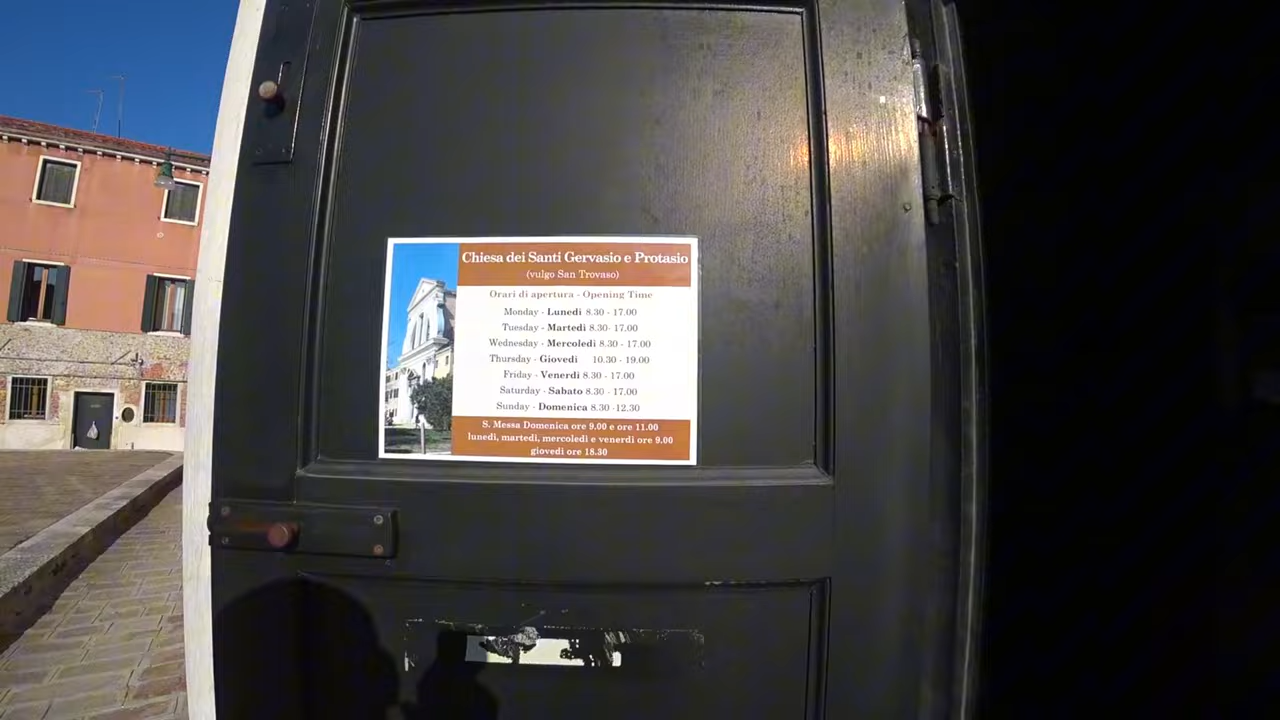 Chiesa dei Santi Gervasio e Protasio
(vulgo San Trovaso)
Orari di apertura - Opening Time
Monday - Lunedì 8.30 - 17.00
Tuesday - Martedì 8.30- 17.00
Wednesday - Mercoledì 8.30 - 17.00
Thursday - Giovedì 10.30 - 19.00
Friday - Venerdì 8.30 - 17.00
Saturday - Sabato 8.30 - 17.00
Sunday - Domenica 8.30 -12.30
S. Messa Domenica ore 9.00 e ore 11.00
lunedì, martedì, mercoledì e venerdì ore 9.00
giovedì ore 18.30